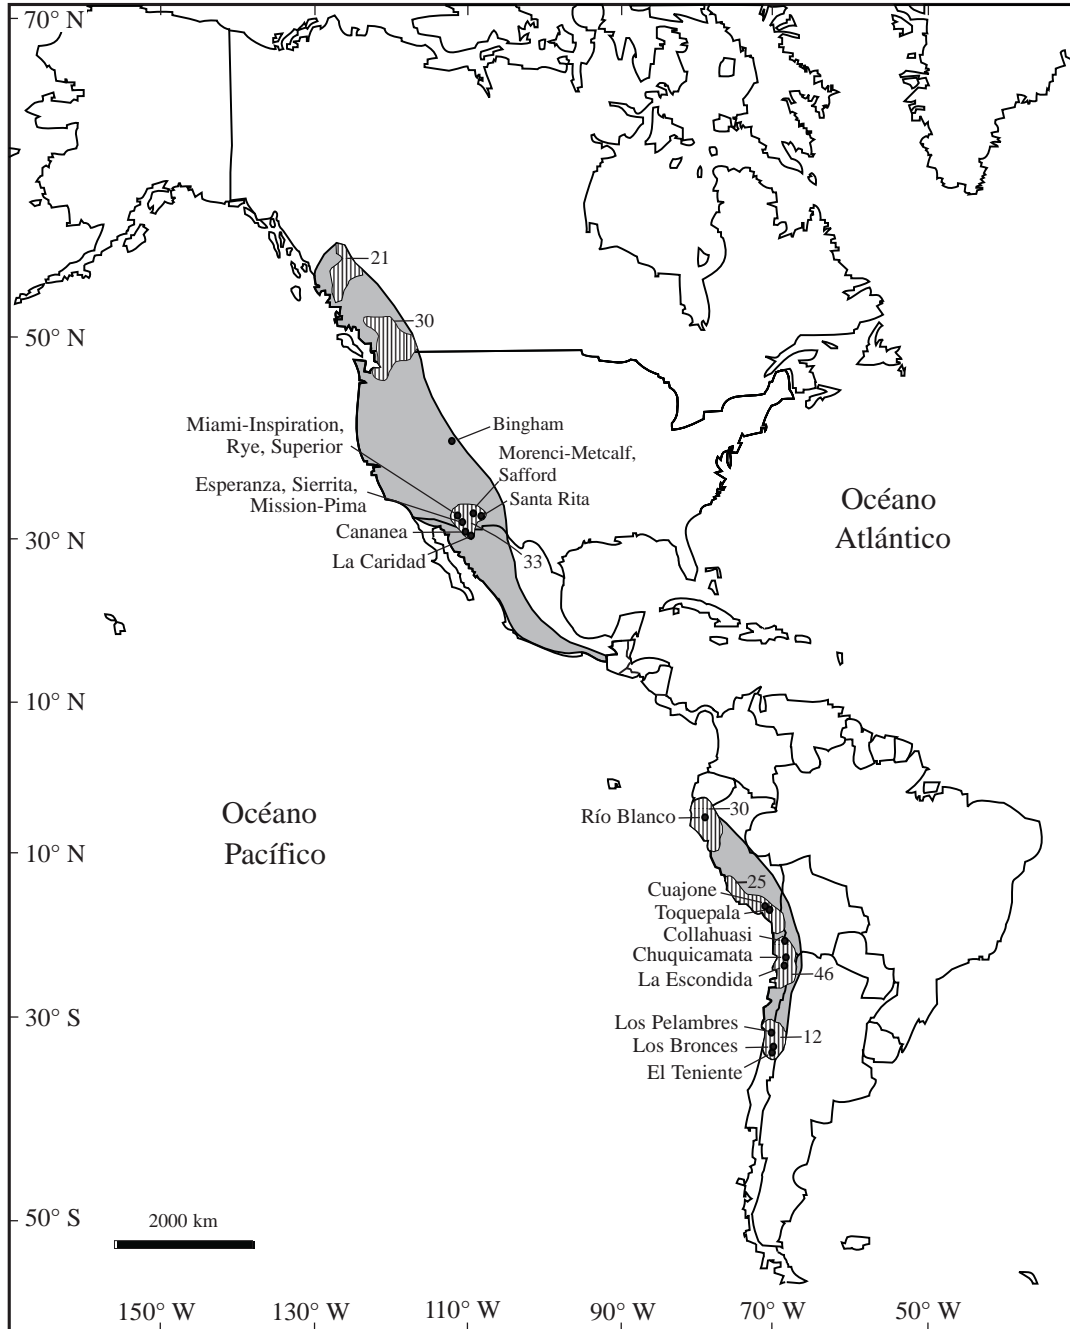 70° N
21
30
50° N
Miami-Inspiration,
Rye, Superior
Bingham
Morenci-Metcalf,
Safford
Esperanza, Sierrita,
Mission-Pima
Santa Rita
Océano
Atlántico
Cananea
30° N
La Caridad
33
10° N
Océano
Pacífico
Río Blanco
30
10° N
25
Cuajone
Toquepala
Collahuasi
Chuquicamata
La Escondida
46
30° S
Los Pelambres
12
Los Bronces
El Teniente
50° S
2000 km
150° W
130° W
110° W
90° W
70° W
50° W